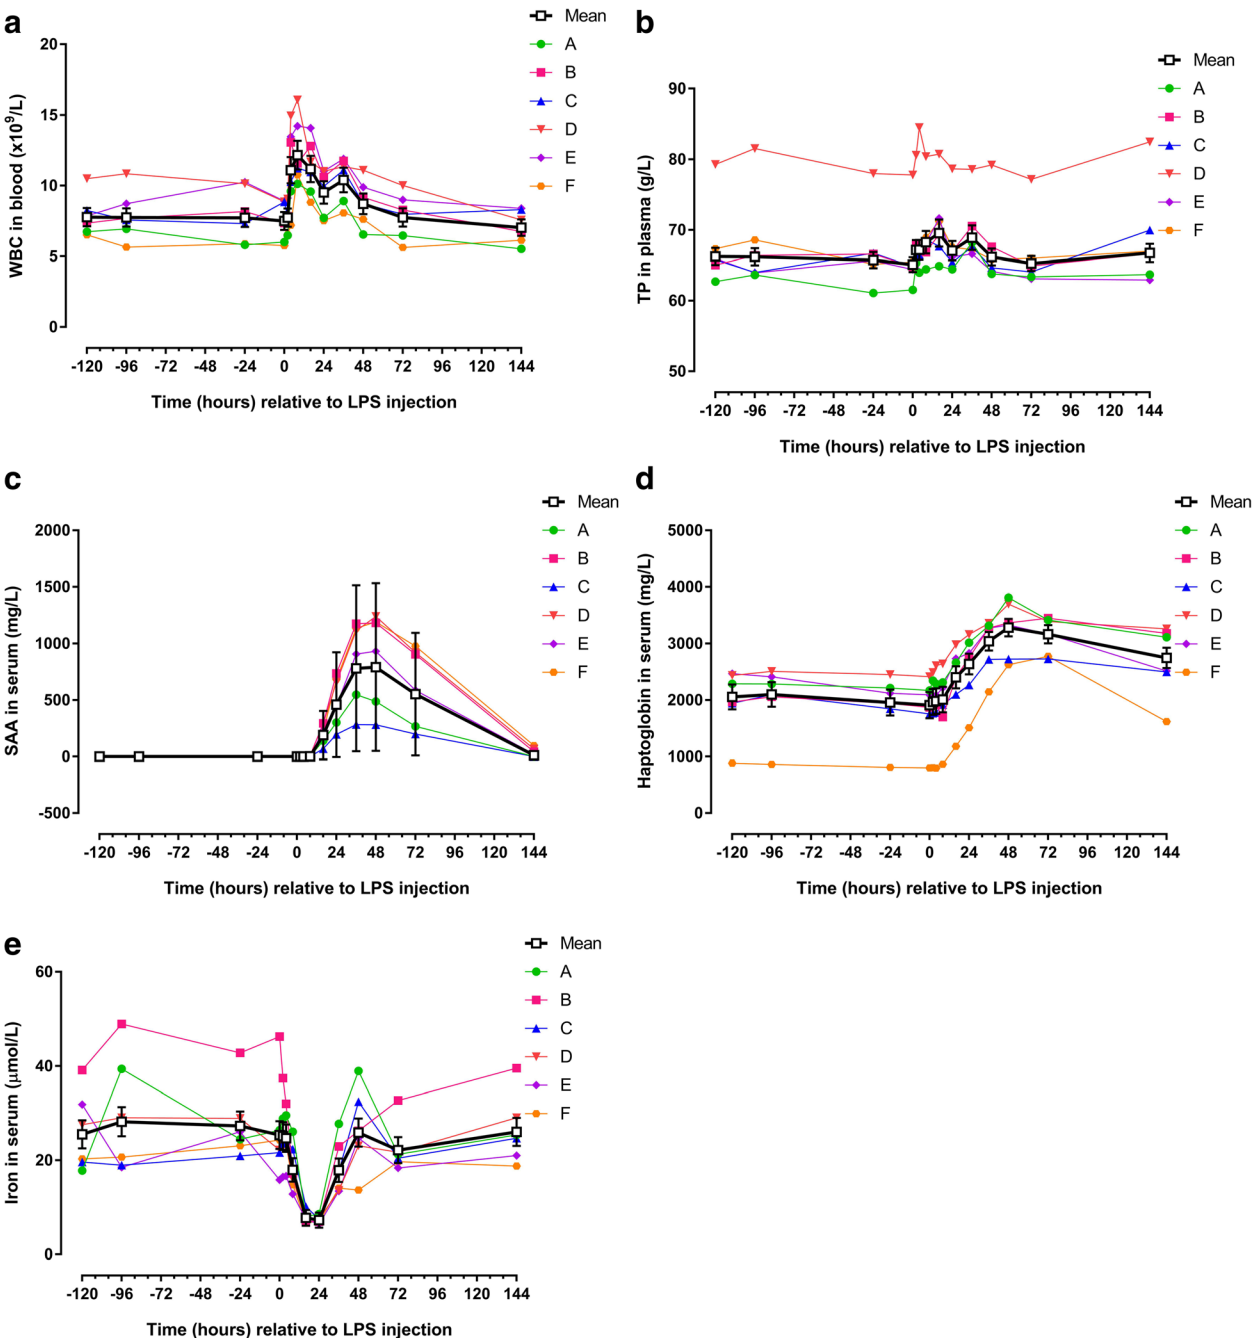 a
Mean
A
B
C
D
E
F
20
15
10
5
0
WBC in blood (x10⁹/L)
-120 -96 -72 -48 -24 0 24 48 72 96 120 144
Time (hours) relative to LPS injection
b
Mean
A
B
C
D
E
F
90
80
70
60
50
TP in plasma (g/L)
-120 -96 -72 -48 -24 0 24 48 72 96 120 144
Time (hours) relative to LPS injection
c
Mean
A
B
C
D
E
F
2000
1500
1000
500
0
-500
SAA in serum (mg/L)
-120 -96 -72 -48 -24 0 24 48 72 96 120 144
Time (hours) relative to LPS injection
d
Mean
A
B
C
D
E
F
5000
4000
3000
2000
1000
0
Haptoglobin in serum (mg/L)
-120 -96 -72 -48 -24 0 24 48 72 96 120 144
Time (hours) relative to LPS injection
e
Mean
A
B
C
D
E
F
60
40
20
0
Iron in serum (μmol/L)
-120 -96 -72 -48 -24 0 24 48 72 96 120 144
Time (hours) relative to LPS injection